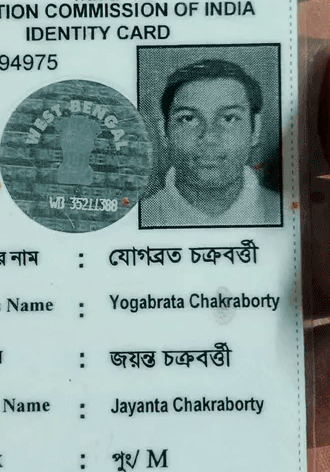 TION COMMISSION OF INDIA
IDENTITY CARD
94975
WEST BENGAL
WB 35211388
র নাম : যোগব্রত চক্রবর্ত্তী
Name : Yogabrata Chakraborty
: জয়ন্ত চক্রবর্ত্তী
Name : Jayanta Chakraborty
: পুং/ M